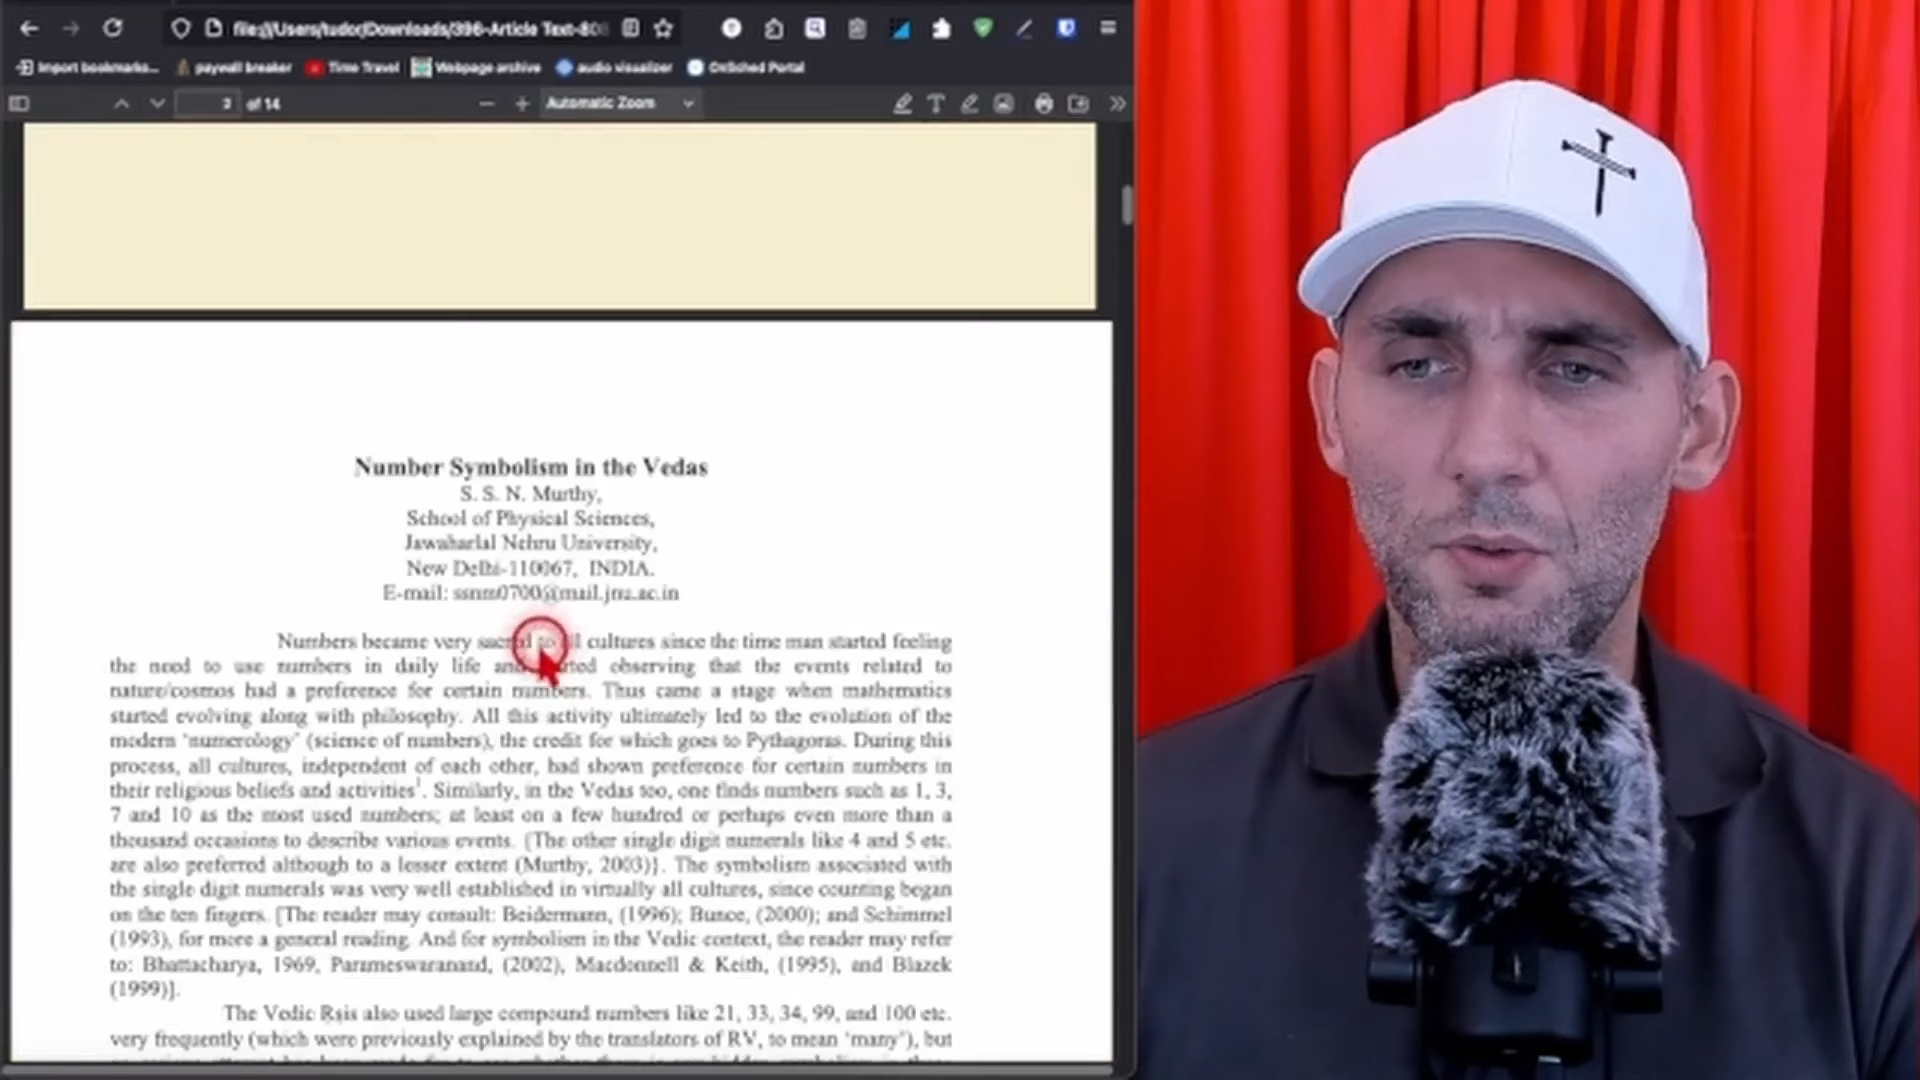 file:///Users/tudor/Downloads/396-Article Text-808
Import bookmarks... paywall breaker Time Travel Webpage archive audio visualizer OnSched Portal
of 14 Automatic Zoom
Number Symbolism in the Vedas
S. S. N. Murthy,
School of Physical Sciences,
Jawaharlal Nehru University,
New Delhi-110067, INDIA.
E-mail: ssnm0700@mail.jnu.ac.in
Numbers became very sacred to all cultures since the time man started feeling
the need to use numbers in daily life and started observing that the events related to
nature/cosmos had a preference for certain numbers. Thus came a stage when mathematics
started evolving along with philosophy. All this activity ultimately led to the evolution of the
modern 'numerology' (science of numbers), the credit for which goes to Pythagoras. During this
process, all cultures, independent of each other, had shown preference for certain numbers in
their religious beliefs and activities1. Similarly, in the Vedas too, one finds numbers such as 1, 3,
7 and 10 as the most used numbers; at least on a few hundred or perhaps even more than a
thousand occasions to describe various events. [The other single digit numerals like 4 and 5 etc.
are also preferred although to a lesser extent (Murthy, 2003)]. The symbolism associated with
the single digit numerals was very well established in virtually all cultures, since counting began
on the ten fingers. [The reader may consult: Beidermann, (1996); Bunce, (2000); and Schimmel
(1993), for more a general reading. And for symbolism in the Vedic context, the reader may refer
to: Bhattacharya, 1969, Parameswaranand, (2002), Macdonnell & Keith, (1995), and Blazek
(1999)].
The Vedic Rsis also used large compound numbers like 21, 33, 34, 99, and 100 etc.
very frequently (which were previously explained by the translators of RV, to mean 'many'), but